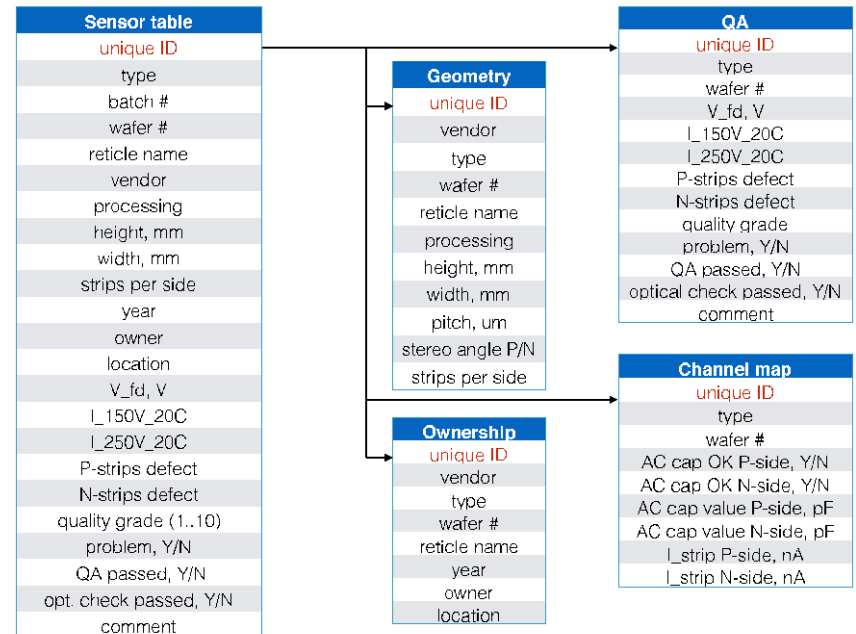 Sensor table
unique ID
type
batch #
wafer #
reticle name
vendor
processing
height, mm
width, mm
strips per side
year
owner
location
V_fd, V
I_150V_20C
I_250V_20C
P-strips defect
N-strips defect
quality grade (1..10)
problem, Y/N
QA passed, Y/N
opt. check passed, Y/N
comment
Geometry
unique ID
vendor
type
wafer #
reticle name
processing
height, mm
width, mm
pitch, um
stereo angle P/N
strips per side
Ownership
unique ID
vendor
type
wafer #
reticle name
year
owner
location
QA
unique ID
type
wafer #
V_fd, V
I_150V_20C
I_250V_20C
P-strips defect
N-strips defect
quality grade
problem, Y/N
QA passed, Y/N
optical check passed, Y/N
comment
Channel map
unique ID
type
wafer #
AC cap OK P-side, Y/N
AC cap OK N-side, Y/N
AC cap value P-side, pF
AC cap value N-side, pF
I_strip P-side, nA
I_strip N-side, nA